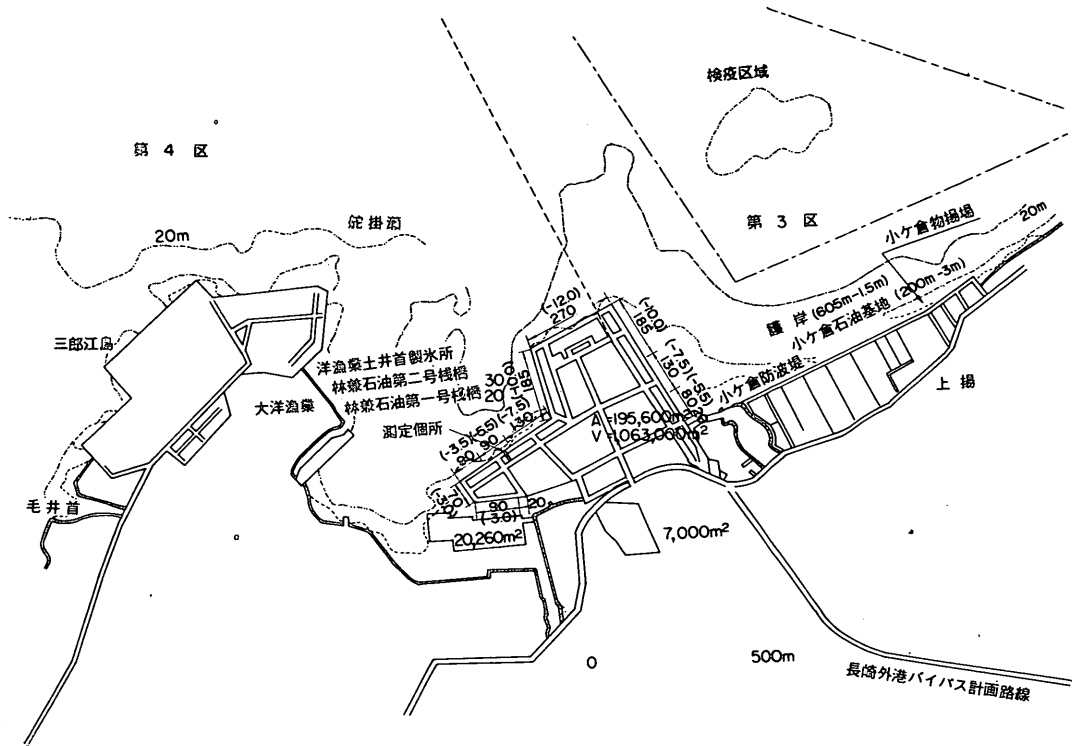 検疫区域
第 4 区
蛇掛洞
20m
第 3 区
小ケ倉物揚場
20m
護 岸 (605m-1.5m)
小ケ倉石油基地 (200m-3m)
小ケ倉防波堤
上揚
(-12.0)
270
(-10.0)
185
(-7.5)
130
(-5.5)
(-10.0)
185
三郎江島
洋漁業土井首製氷所
林兼石油第二号桟橋 30
林兼石油第一号桟橋 20
大洋漁業
測定個所
(-3.5)(-5.5)(-7.5)
80 90 130
A=195,600m²
V=1,063,060m²
毛井首
70
(-3.0)
90
20
(-3.0)
20,260m²
7,000m²
0
500m
長崎外港バイパス計画路線